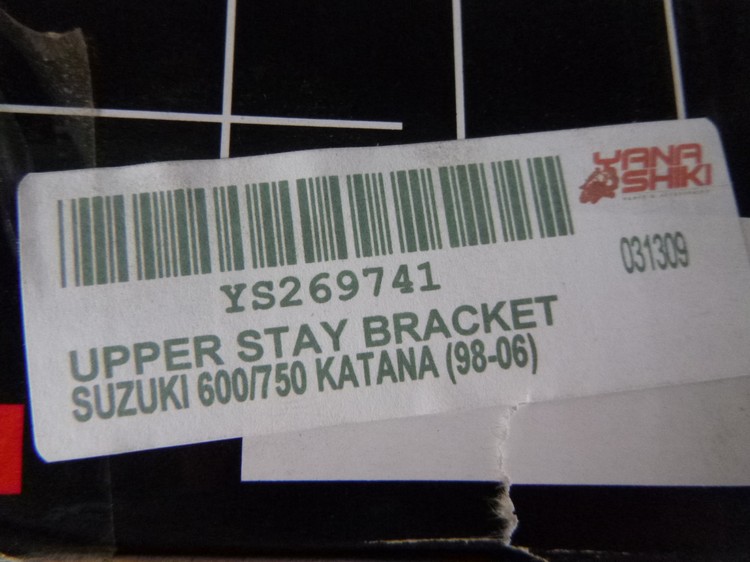 YANA
SHIKI
031309
YS269741
UPPER STAY BRACKET
SUZUKI 600/750 KATANA (98-06)